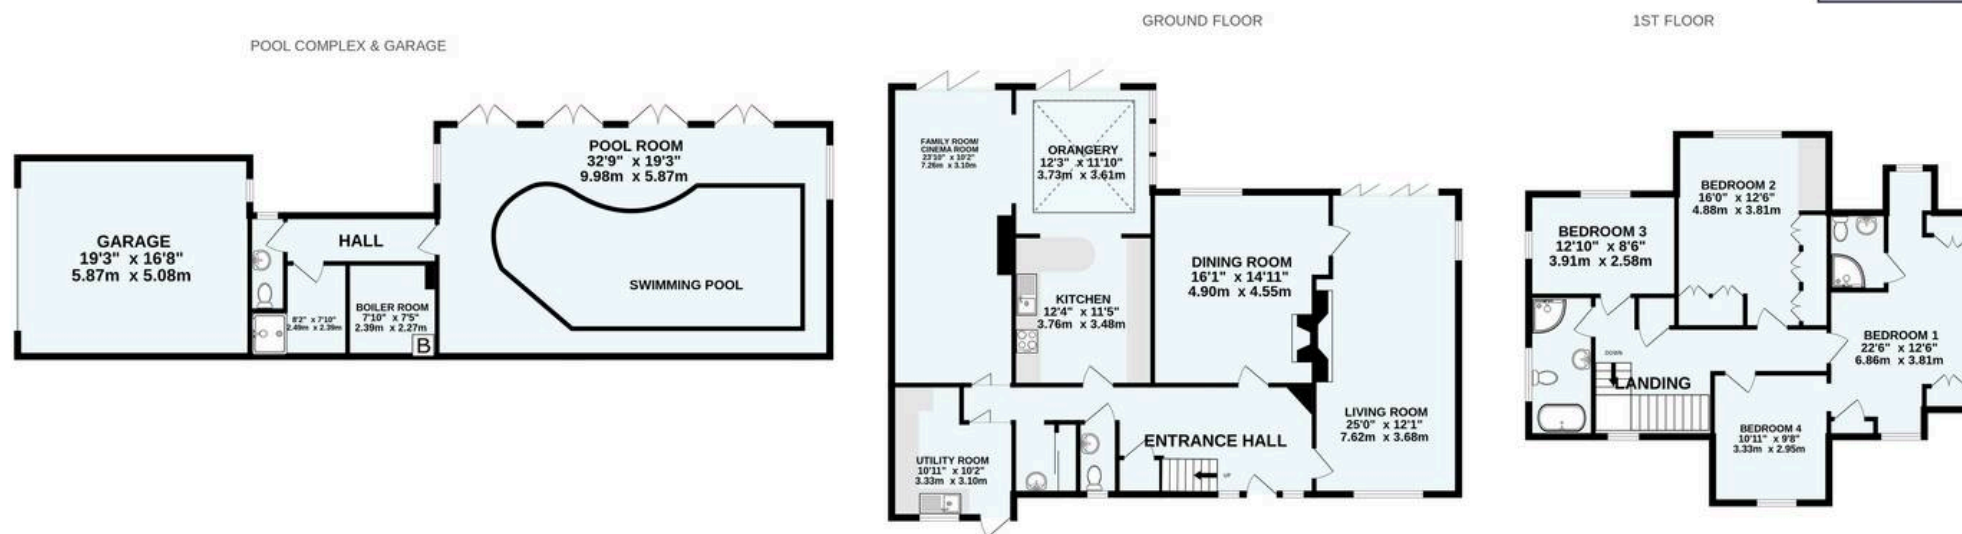 POOL COMPLEX & GARAGE
GARAGE
19'3" x 16'8"
5.87m x 5.08m
HALL
8'2" x 7'10"
2.49m x 2.39m
BOILER ROOM
7'10" x 7'5"
2.39m x 2.27m
B
POOL ROOM
32'9" x 19'3"
9.98m x 5.87m
SWIMMING POOL
GROUND FLOOR
FAMILY ROOM/
CINEMA ROOM
23'10" x 10'2"
7.26m x 3.10m
ORANGERY
12'3" x 11'10"
3.73m x 3.61m
KITCHEN
12'4" x 11'5"
3.76m x 3.48m
DINING ROOM
16'1" x 14'11"
4.90m x 4.55m
LIVING ROOM
25'0" x 12'1"
7.62m x 3.68m
ENTRANCE HALL
UP
UTILITY ROOM
10'11" x 10'2"
3.33m x 3.10m
1ST FLOOR
BEDROOM 2
16'0" x 12'6"
4.88m x 3.81m
BEDROOM 3
12'10" x 8'6"
3.91m x 2.58m
BEDROOM 1
22'6" x 12'6"
6.86m x 3.81m
DOWN
LANDING
BEDROOM 4
10'11" x 9'8"
3.33m x 2.95m